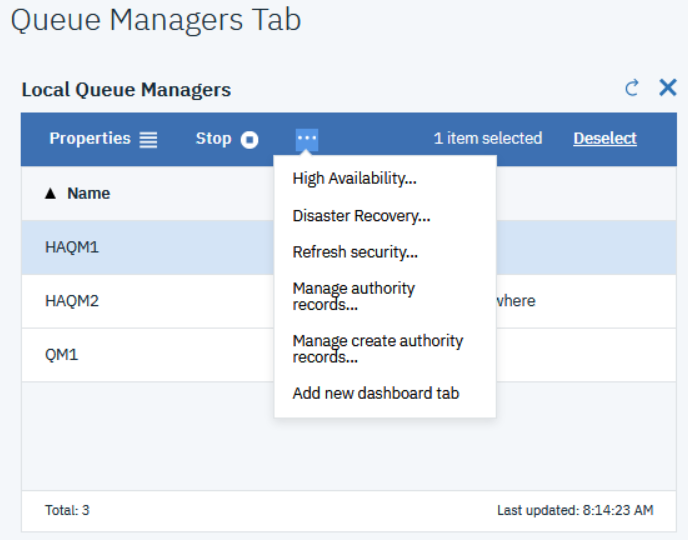 Queue Managers Tab
Local Queue Managers
Properties Stop ... 1 item selected Deselect
▲ Name
High Availability...
Disaster Recovery...
HAQM1
Refresh security...
Manage authority
records...
HAQM2
Manage create authority
records...
QM1
Add new dashboard tab
Total: 3 Last updated: 8:14:23 AM